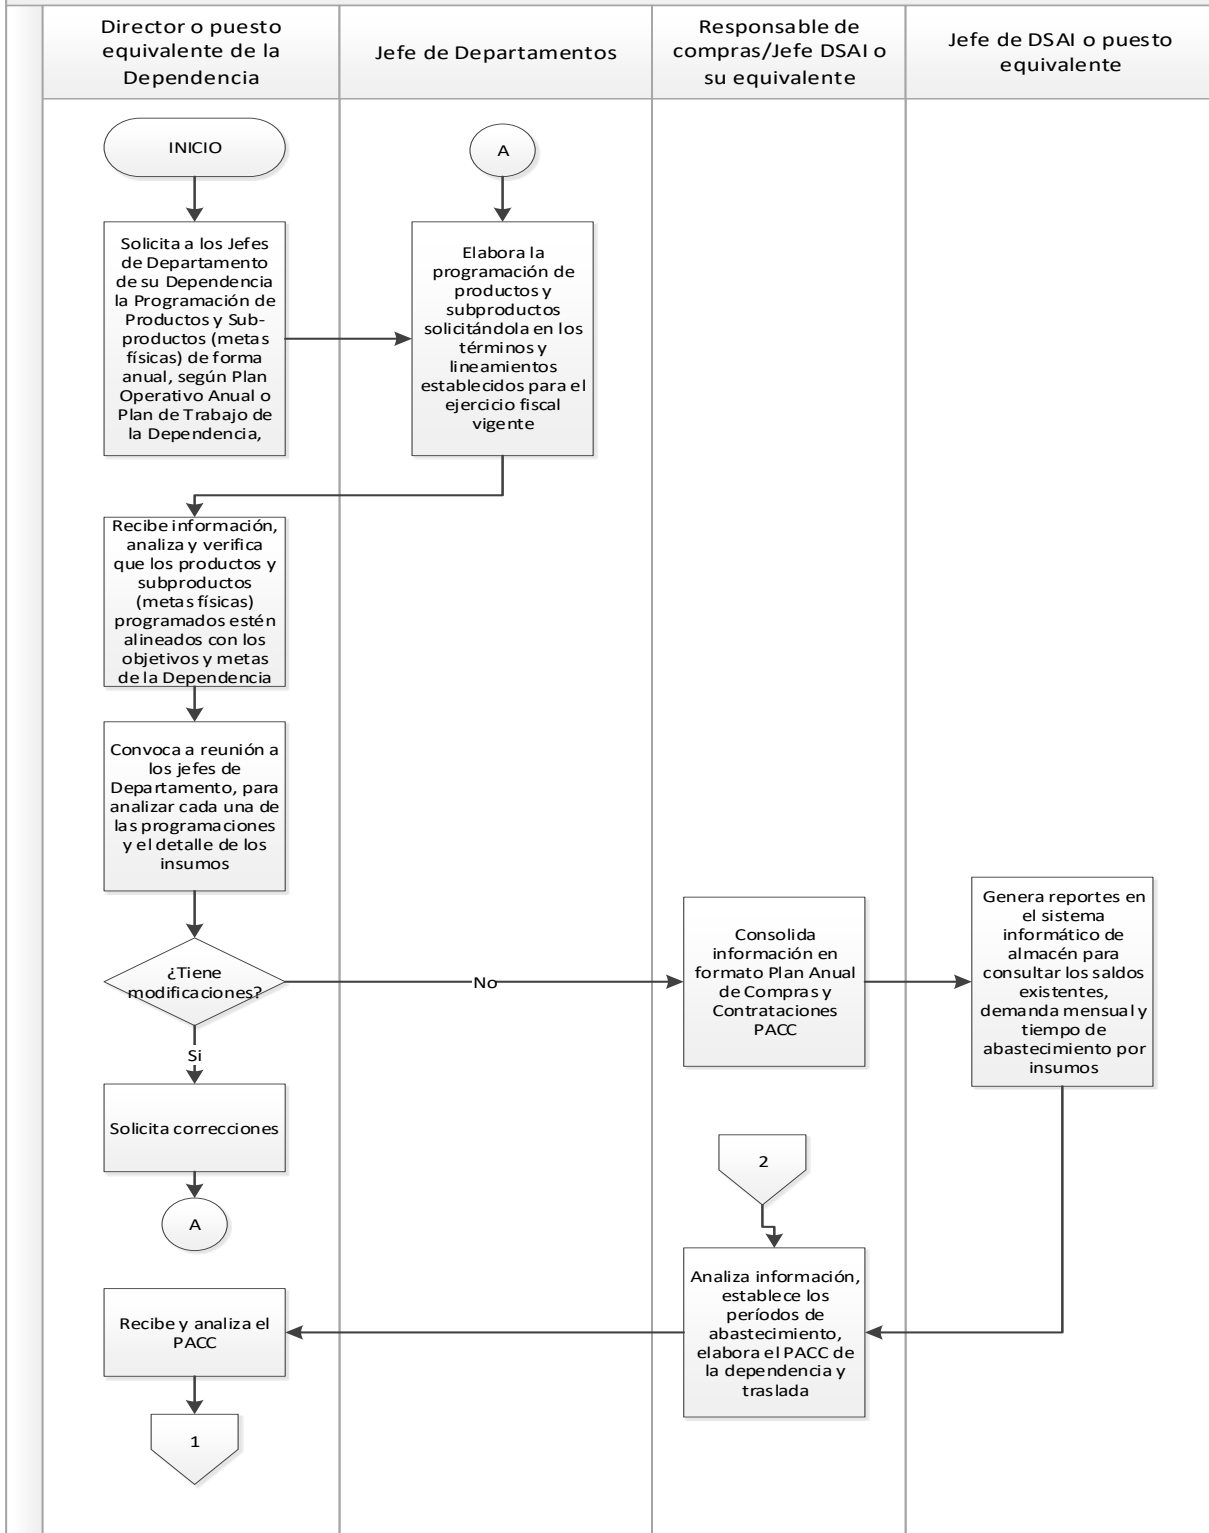 Director o puesto
equivalente de la
Dependencia
Jefe de Departamentos
Responsable de
compras/Jefe DSAI o
su equivalente
Jefe de DSAI o puesto
equivalente
INICIO
A
Solicita a los Jefes
de Departamento
de su Dependencia
la Programación de
Productos y Sub-
productos (metas
físicas) de forma
anual, según Plan
Operativo Anual o
Plan de Trabajo de
la Dependencia,
Elabora la
programación de
productos y
subproductos
solicitándola en los
términos y
lineamientos
establecidos para el
ejercicio fiscal
vigente
Recibe información,
analiza y verifica
que los productos y
subproductos
(metas físicas)
programados estén
alineados con los
objetivos y metas
de la Dependencia
Convoca a reunión a
los jefes de
Departamento, para
analizar cada una de
las programaciones
y el detalle de los
insumos
¿Tiene
modificaciones?
No
Si
Consolida
información en
formato Plan Anual
de Compras y
Contrataciones
PACC
Genera reportes en
el sistema
informático de
almacén para
consultar los saldos
existentes,
demanda mensual y
tiempo de
abastecimiento por
insumos
Solicita correcciones
A
2
Analiza información,
establece los
períodos de
abastecimiento,
elabora el PACC de
la dependencia y
traslada
Recibe y analiza el
PACC
1